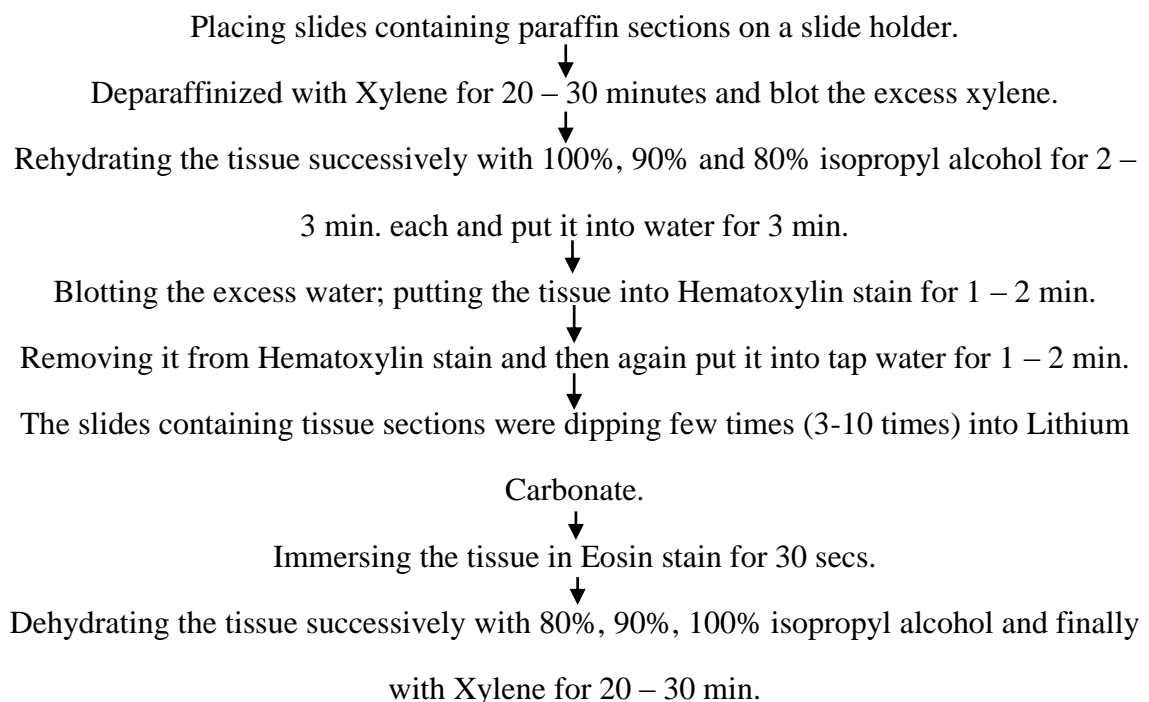 Placing slides containing paraffin sections on a slide holder.
Deparaffinized with Xylene for 20 – 30 minutes and blot the excess xylene.
Rehydrating the tissue successively with 100%, 90% and 80% isopropyl alcohol for 2 –
3 min. each and put it into water for 3 min.
Blotting the excess water; putting the tissue into Hematoxylin stain for 1 – 2 min.
Removing it from Hematoxylin stain and then again put it into tap water for 1 – 2 min.
The slides containing tissue sections were dipping few times (3-10 times) into Lithium
Carbonate.
Immersing the tissue in Eosin stain for 30 secs.
Dehydrating the tissue successively with 80%, 90%, 100% isopropyl alcohol and finally
with Xylene for 20 – 30 min.